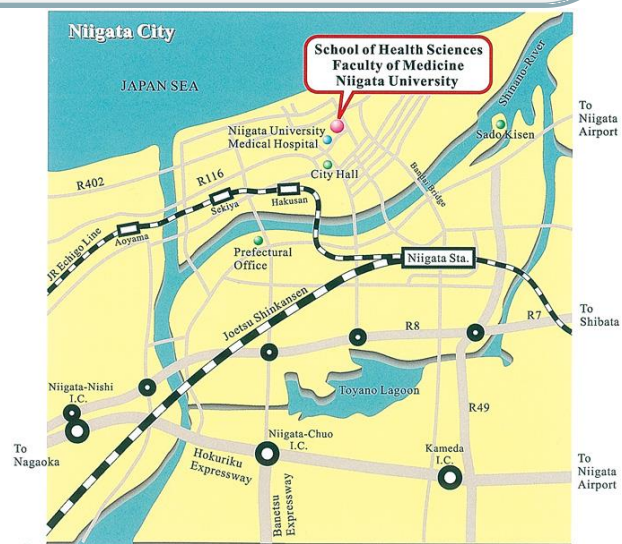 Niigata City
JAPAN SEA
School of Health Sciences
Faculty of Medicine
Niigata University
Shinano-River
To
Niigata
Airport
Niigata University
Medical Hospital
Sado Kisen
City Hall
Bandai Bridge
R402
R116
Hakusan
Sekiya
Aoyama
JR Echigo Line
Prefectural
Office
Niigata Sta.
Joetsu Shinkansen
To
Shibata
R7
R8
Toyano Lagoon
Niigata-Nishi
I.C.
R49
To
Nagaoka
Hokuriku
Expressway
Niigata-Chuo
I.C.
Kameda
I.C.
Banetsu
Expressway
To
Niigata
Airport